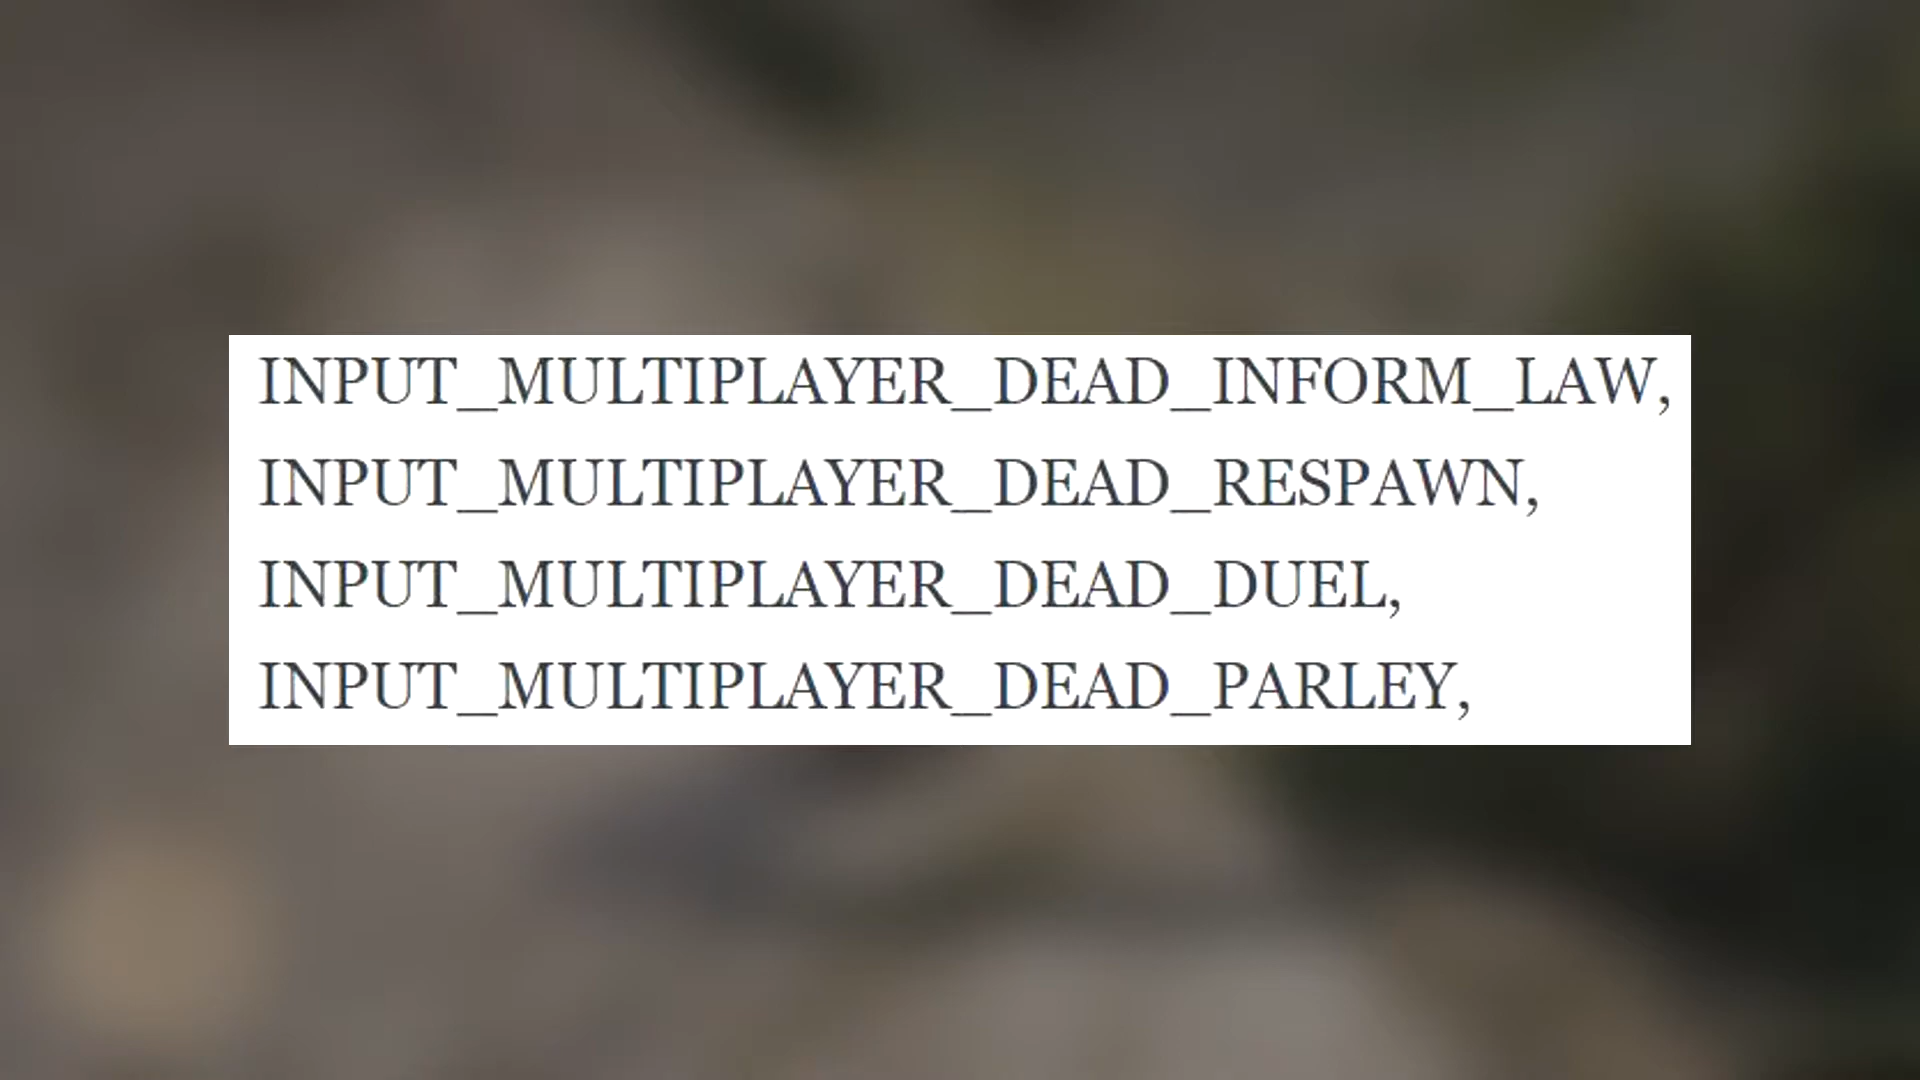 INPUT_MULTIPLAYER_DEAD_INFORM_LAW,
INPUT_MULTIPLAYER_DEAD_RESPAWN,
INPUT_MULTIPLAYER_DEAD_DUEL,
INPUT_MULTIPLAYER_DEAD_PARLEY,